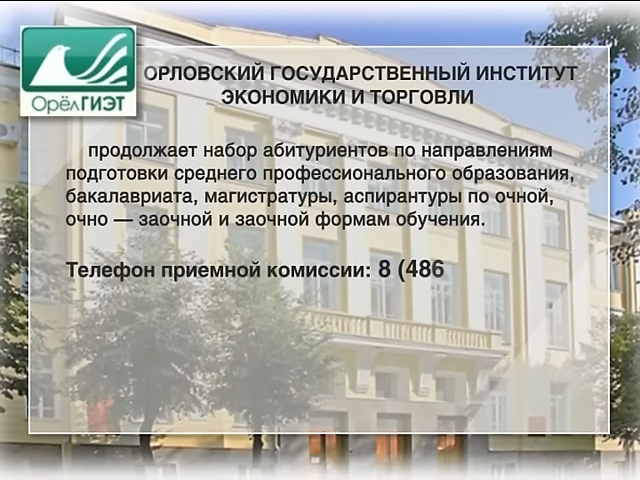 ОРЛОВСКИЙ ГОСУДАРСТВЕННЫЙ ИНСТИТУТ
ЭКОНОМИКИ И ТОРГОВЛИ
ОрёлГИЭТ
продолжает набор абитуриентов по направлениям
подготовки среднего профессионального образования,
бакалавриата, магистратуры, аспирантуры по очной,
очно — заочной и заочной формам обучения.
Телефон приемной комиссии: 8 (486